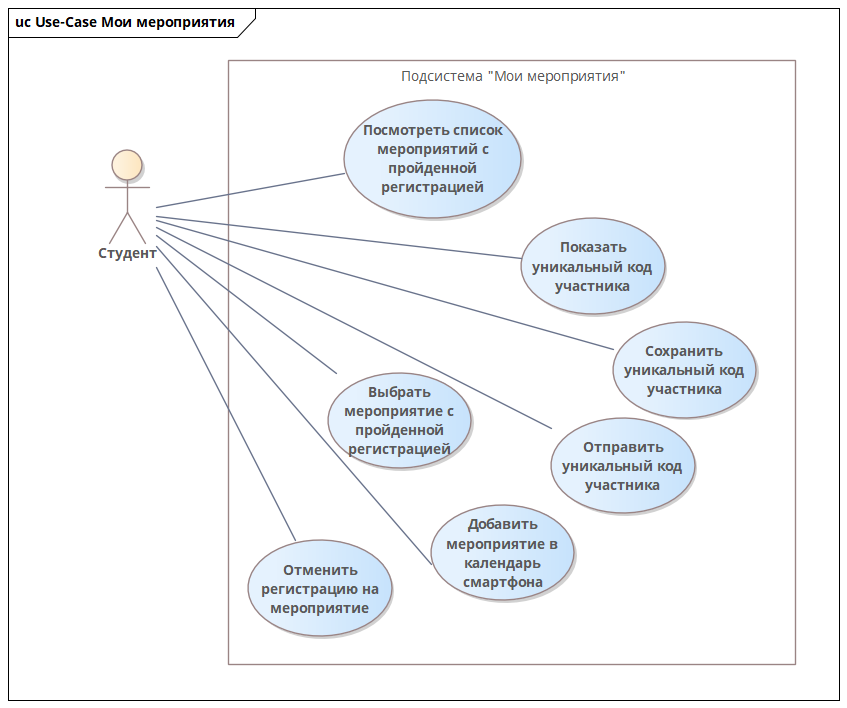 uc Use-Case Мои мероприятия
Подсистема "Мои мероприятия"
Посмотреть список
мероприятий с
пройденной
регистрацией
Студент
Показать
уникальный код
участника
Сохранить
уникальный код
участника
Выбрать
мероприятие с
пройденной
регистрацией
Отправить
уникальный код
участника
Добавить
мероприятие в
календарь
смартфона
Отменить
регистрацию на
мероприятие